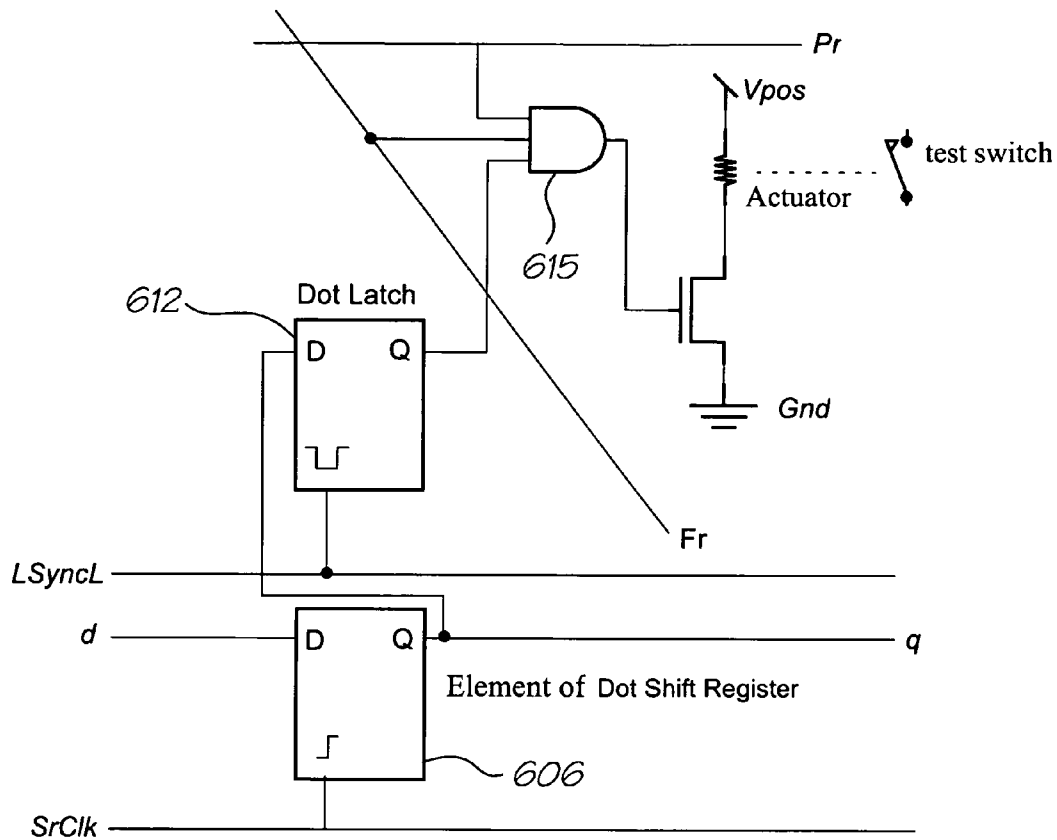 Pr
Vpos
test switch
Actuator
615
612
Dot Latch
D Q
Gnd
Fr
LSyncL
d
D Q
q
Element of Dot Shift Register
606
SrClk